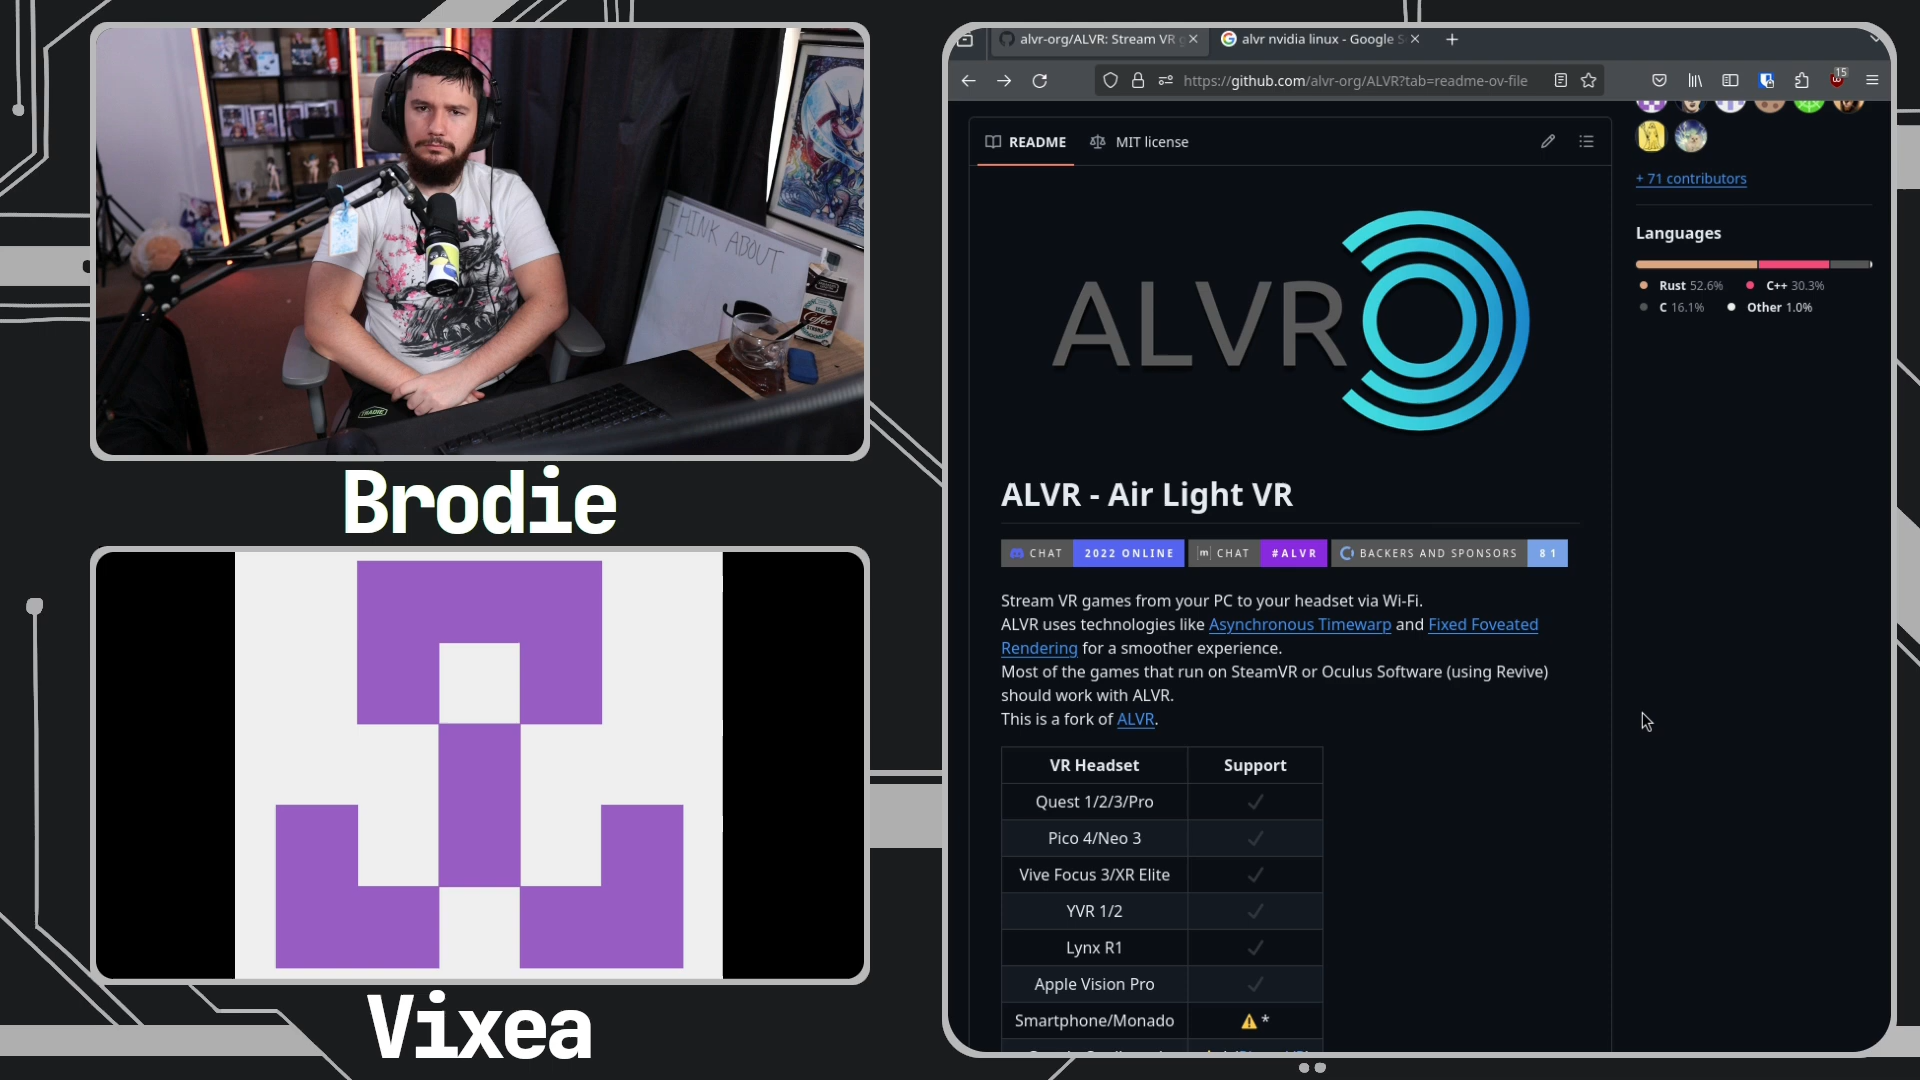 THINK ABOUT
IT
Coffee
TRADIE
Brodie
Vixea
alvr-org/ALVR: Stream VR g
alvr nvidia linux - Google S
https://github.com/alvr-org/ALVR?tab=readme-ov-file
15
README
MIT license
+ 71 contributors
Languages
Rust 52.6%
C++ 30.3%
C 16.1%
Other 1.0%
ALVR
ALVR - Air Light VR
CHAT 2022 ONLINE
CHAT #ALVR
BACKERS AND SPONSORS 81
Stream VR games from your PC to your headset via Wi-Fi.
ALVR uses technologies like Asynchronous Timewarp and Fixed Foveated
Rendering for a smoother experience.
Most of the games that run on SteamVR or Oculus Software (using Revive)
should work with ALVR.
This is a fork of ALVR.
VR Headset Support
Quest 1/2/3/Pro ✓
Pico 4/Neo 3 ✓
Vive Focus 3/XR Elite ✓
YVR 1/2 ✓
Lynx R1 ✓
Apple Vision Pro ✓
Smartphone/Monado ⚠ *